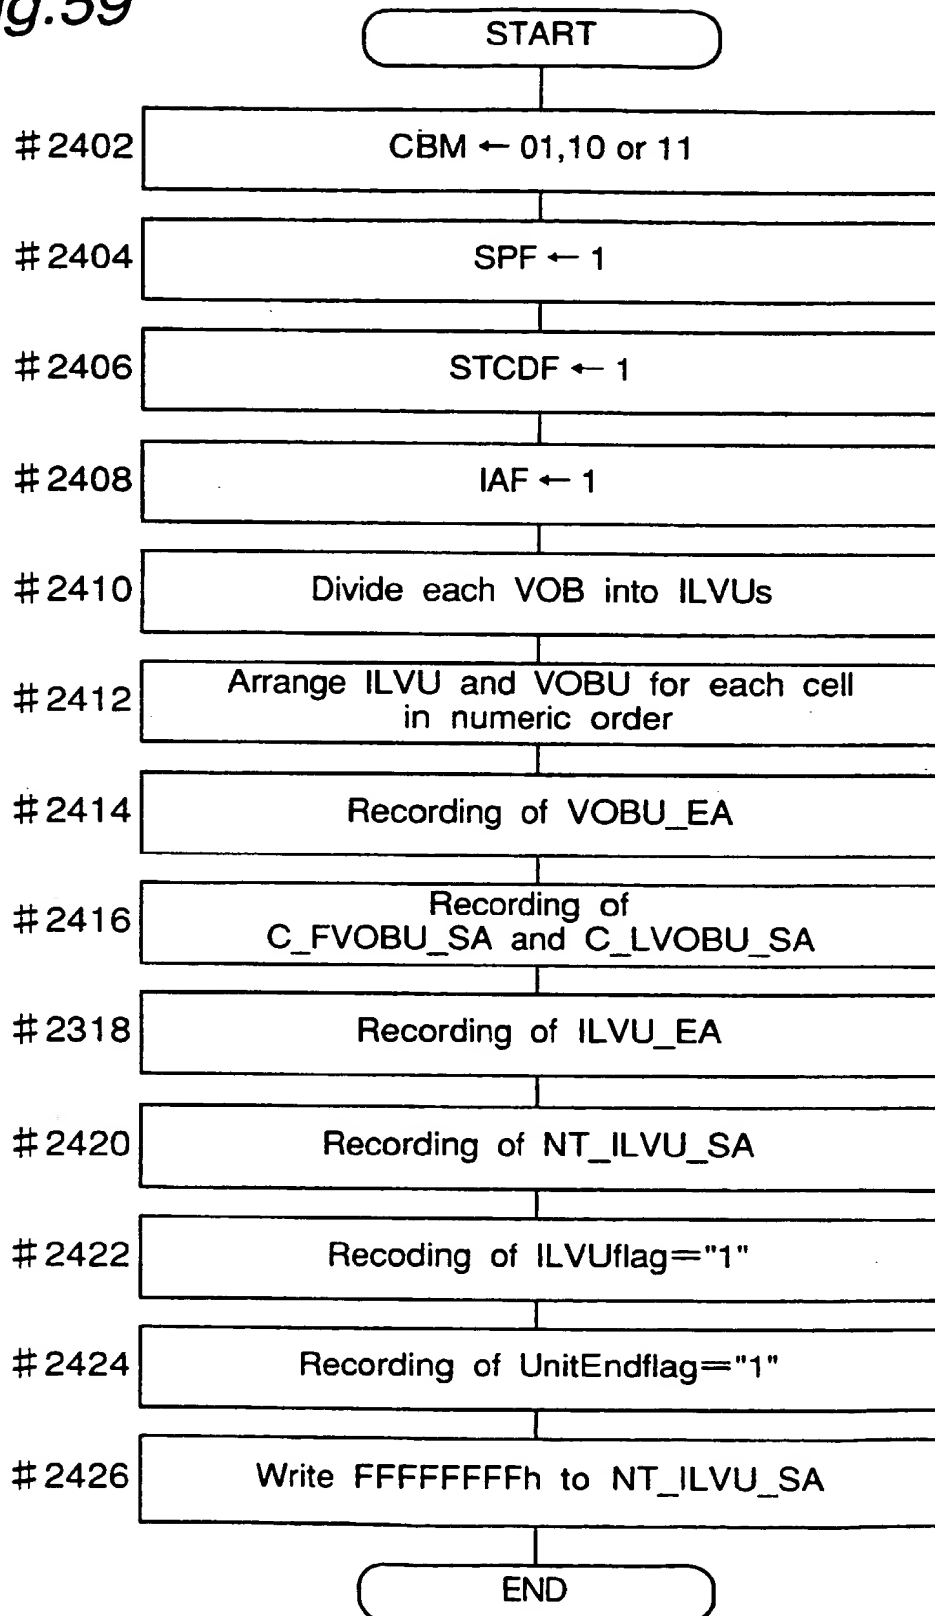 ig.59
START
#2402 CBM ← 01,10 or 11
#2404 SPF ← 1
#2406 STCDF ← 1
#2408 IAF ← 1
#2410 Divide each VOB into ILVUs
#2412 Arrange ILVU and VOBU for each cell
in numeric order
#2414 Recording of VOBU_EA
#2416 Recording of
C_FVOBU_SA and C_LVOBU_SA
#2318 Recording of ILVU_EA
#2420 Recording of NT_ILVU_SA
#2422 Recoding of ILVUflag="1"
#2424 Recording of UnitEndflag="1"
#2426 Write FFFFFFFFh to NT_ILVU_SA
END